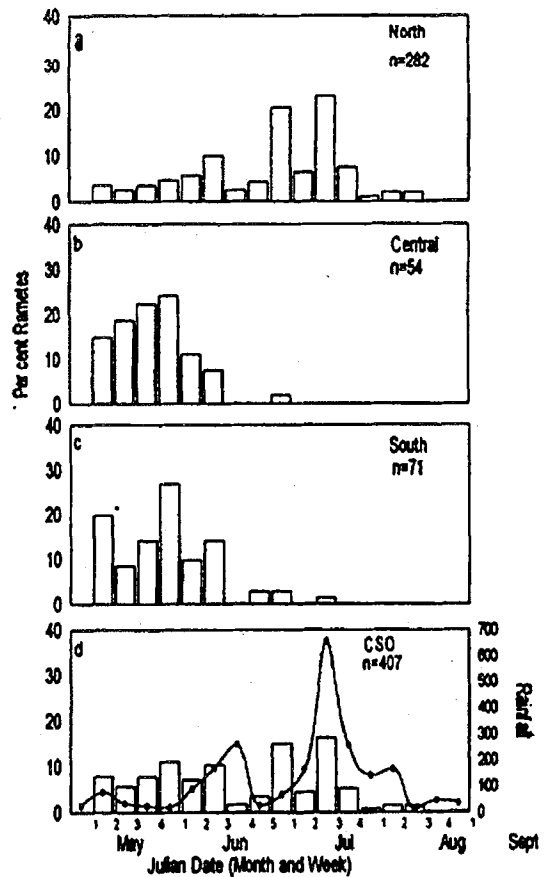 40
a
North
n=282
30
20
10
0
40
b
Central
n=54
30
20
10
0
Per cent Rametes
40
c
South
n=71
30
20
10
0
40
d
CSO
n=407
30
20
10
0
700
600
500
400
300
200
100
0
Rainfall
1 2 3 4 1 2 3 4 5 1 2 3 4 1 2 3 4 1
May Jun Jul Aug Sept
Julian Date (Month and Week)